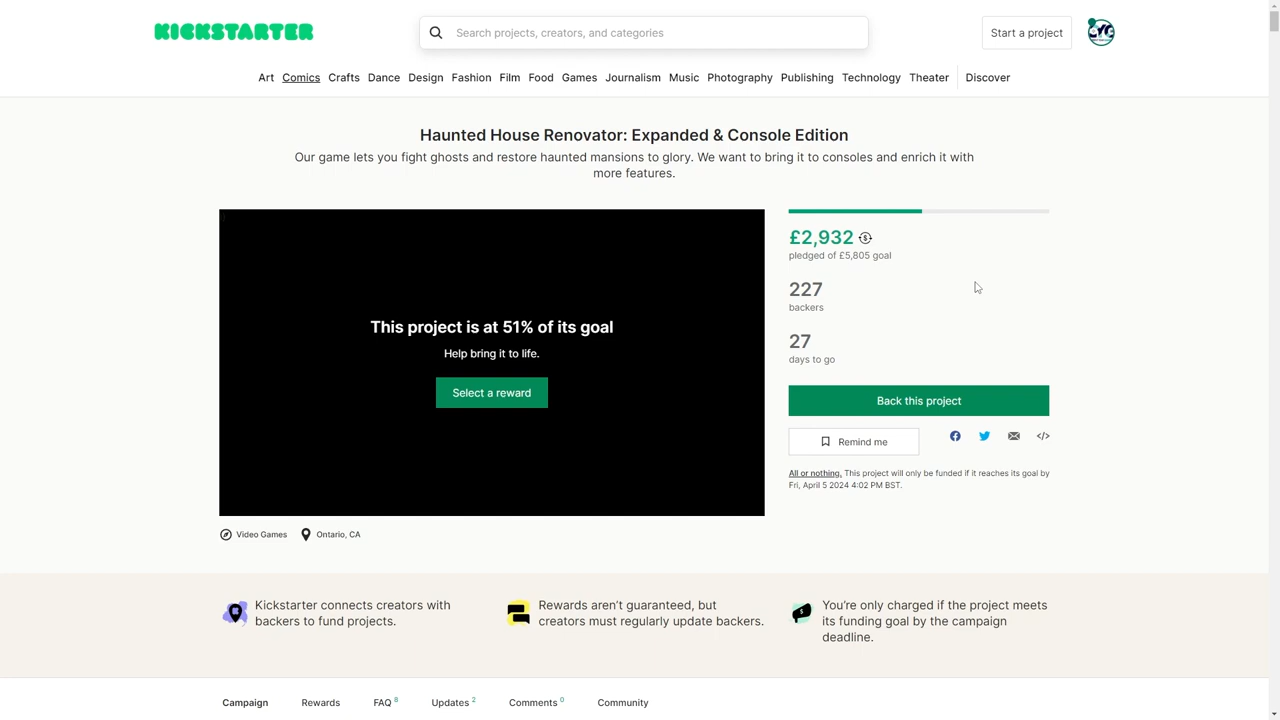 KICKSTARTER
Search projects, creators, and categories
Start a project
Art Comics Crafts Dance Design Fashion Film Food Games Journalism Music Photography Publishing Technology Theater Discover
Haunted House Renovator: Expanded & Console Edition
Our game lets you fight ghosts and restore haunted mansions to glory. We want to bring it to consoles and enrich it with
more features.
This project is at 51% of its goal
Help bring it to life.
Select a reward
£2,932
pledged of £5,805 goal
227
backers
27
days to go
Back this project
Remind me
All or nothing. This project will only be funded if it reaches its goal by
Fri, April 5 2024 4:02 PM BST.
Video Games Ontario, CA
Kickstarter connects creators with
backers to fund projects.
Rewards aren't guaranteed, but
creators must regularly update backers.
You're only charged if the project meets
its funding goal by the campaign
deadline.
Campaign Rewards FAQ 8 Updates 2 Comments 0 Community